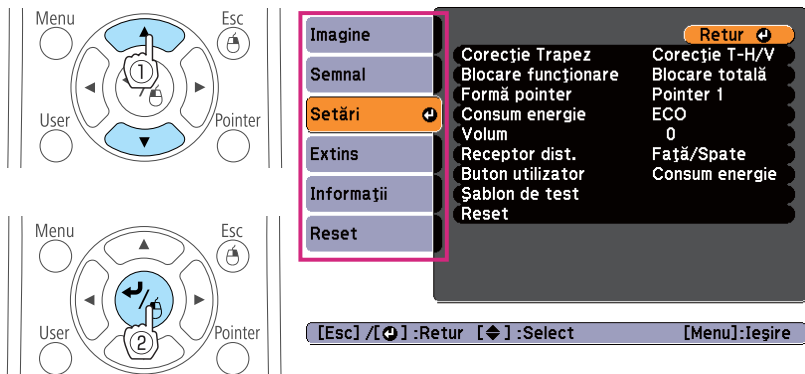 Menu
Esc
①
User
Pointer
Menu
Esc
User
Pointer
②
Imagine
Semnal
Setări
Extins
Informaţii
Reset
Retur
Corecţie Trapez Corecţie T-H/V
Blocare funcţionare Blocare totală
Formă pointer Pointer 1
Consum energie ECO
Volum 0
Receptor dist. Faţă/Spate
Buton utilizator Consum energie
Şablon de test
Reset
[Esc] /[⏎] :Retur [◆] :Select [Menu]:Ieşire